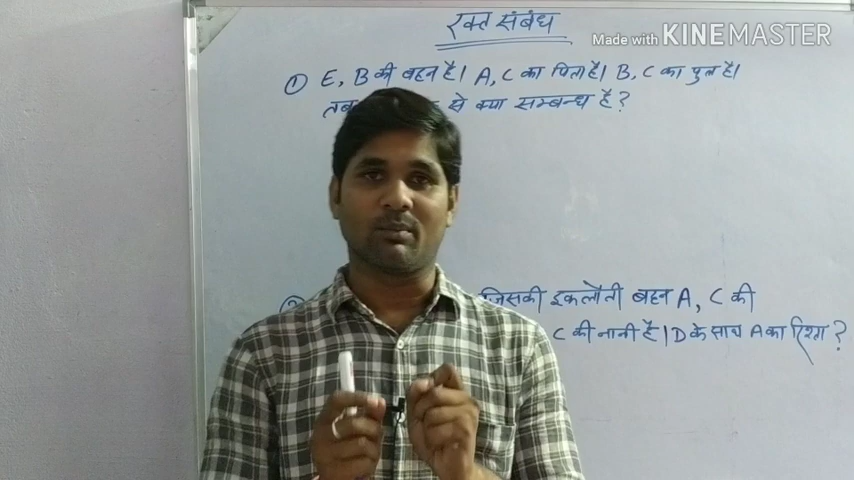 रक्त संबंध
Made with KINEMASTER
① E, B की बहन है। A, C का पिता है। B, C का पुत्र है।
से क्या सम्बन्ध है?
जिसकी इकलौती बहन A, C की
C की नानी है। D के साथ A का रिश्ता?